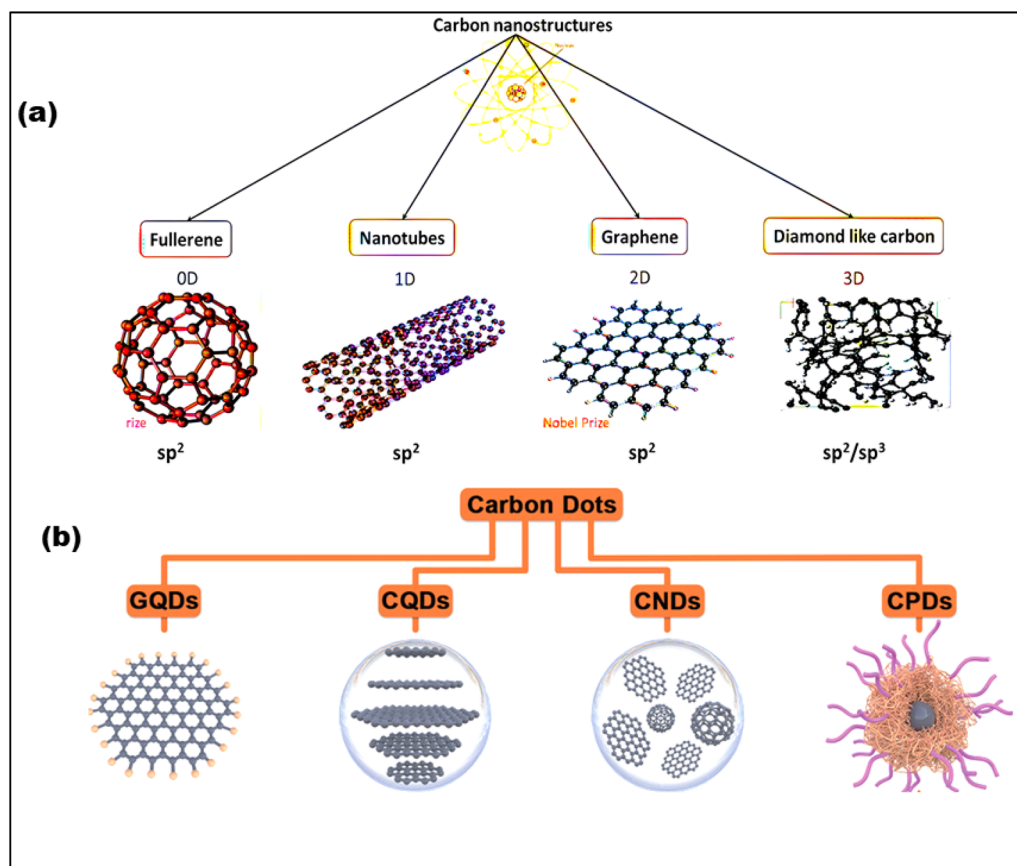 Carbon nanostructures
(a)
Fullerene
Nanotubes
Graphene
Diamond like carbon
0D
1D
2D
3D
rize
Nobel Prize
sp²
sp²
sp²
sp²/sp³
Carbon Dots
(b)
GQDs
CQDs
CNDs
CPDs